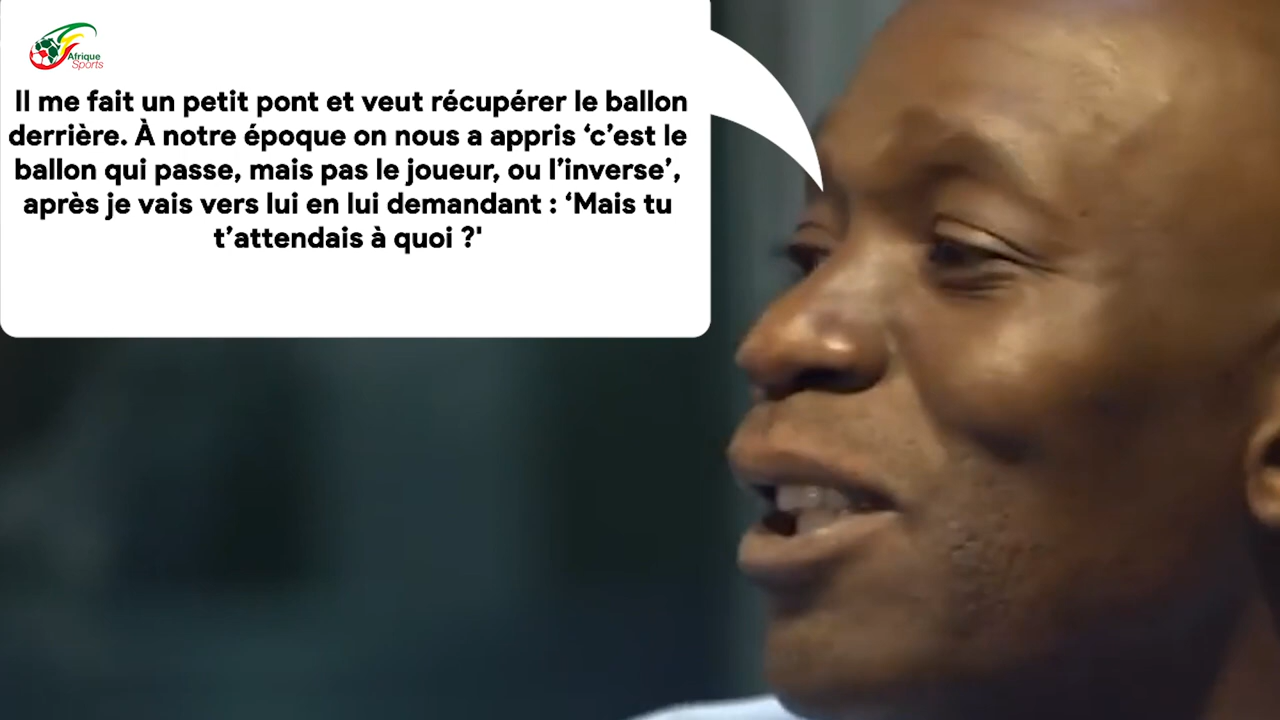 Afrique
Sports
Il me fait un petit pont et veut récupérer le ballon
derrière. À notre époque on nous a appris ‘c’est le
ballon qui passe, mais pas le joueur, ou l’inverse’,
après je vais vers lui en lui demandant : ‘Mais tu
t’attendais à quoi ?'